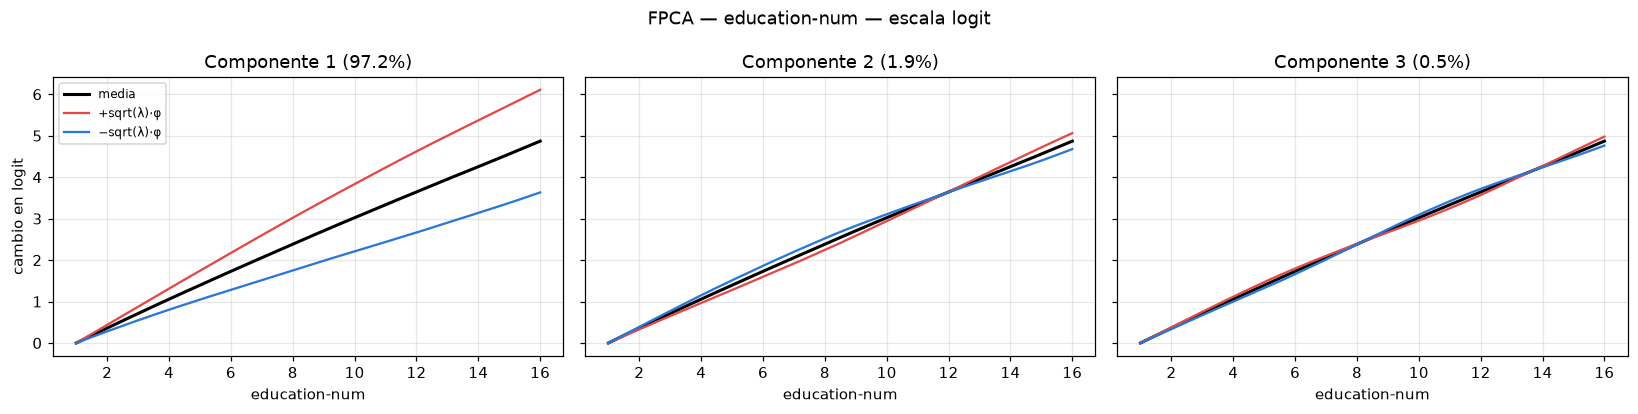 FPCA — education-num — escala logit
Componente 1 (97.2%)
Componente 2 (1.9%)
Componente 3 (0.5%)
media
+sqrt(λ)·φ
−sqrt(λ)·φ
cambio en logit
6
5
4
3
2
1
0
2 4 6 8 10 12 14 16
2 4 6 8 10 12 14 16
2 4 6 8 10 12 14 16
education-num
education-num
education-num